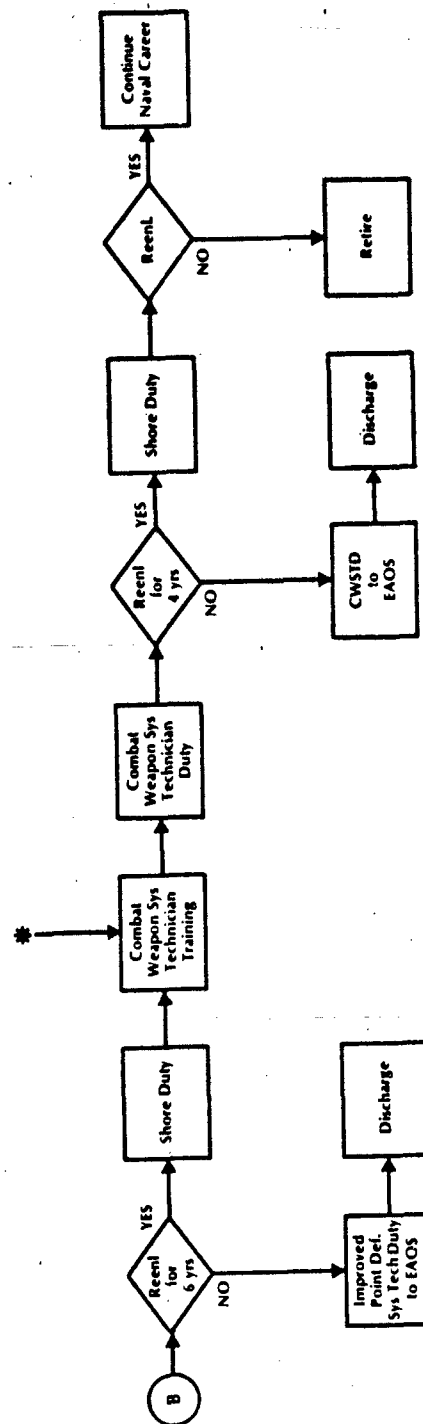 B
Reenl for
6 yrs
YES
NO
Improved
Point Def.
Sys Tech Duty
to EAOS
Discharge
Shore Duty
*
Combat
Weapon Sys
Technician
Training
Combat
Weapon Sys
Technician
Duty
Reenl
for
4 yrs
YES
NO
CWSTD
to
EAOS
Discharge
Shore Duty
Reenl.
YES
NO
Retire
Continue
Naval Career